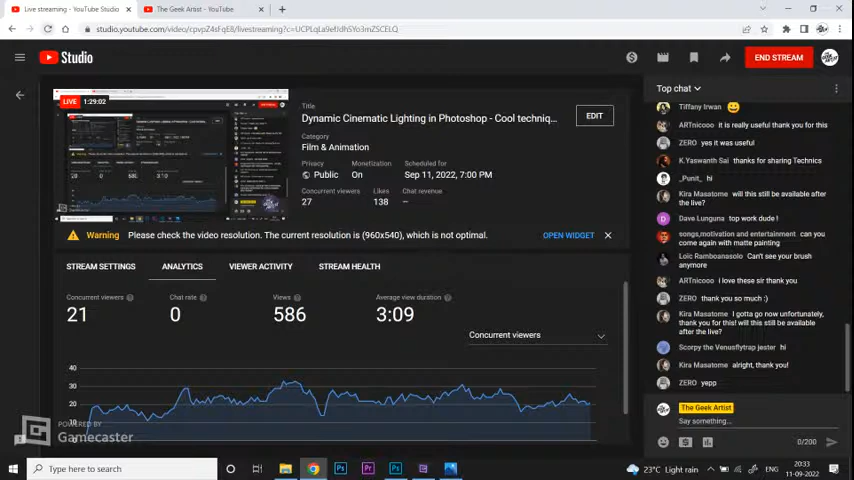 Live streaming - YouTube Studio
The Geek Artist - YouTube
studio.youtube.com/video/cpvpZ4sFqE8/livestreaming?c=UCPLqLa9efJdhSYo3mZSCELQ
Studio
END STREAM
LIVE 1:29:02
Title
Dynamic Cinematic Lighting in Photoshop - Cool techniq...
EDIT
Category
Film & Animation
Privacy
Public
Monetization
On
Scheduled for
Sep 11, 2022, 7:00 PM
Concurrent viewers
27
Likes
138
Chat revenue
—
Warning Please check the video resolution. The current resolution is (960x540), which is not optimal.
OPEN WIDGET
STREAM SETTINGS
ANALYTICS
VIEWER ACTIVITY
STREAM HEALTH
Concurrent viewers
21
Chat rate
0
Views
586
Average view duration
3:09
Concurrent viewers
40
30
20
10
POWERED BY
Gamecaster
Top chat
Tiffany Irwan
ARTnicooo it is really useful thank you for this
ZERO yes it was useful
K.Yaswanth Sai thanks for sharing Technics
_Punit_ hi
Kira Masatome will this still be available after
the live?
Dave Lunguna top work dude !
songs,motivation and entertainment can you
come again with matte painting
Loïc Ramboanasolo Can't see your brush
anymore
ARTnicooo i love these sir thank you
ZERO thank you so much :)
Kira Masatome I gotta go now unfortunately,
thank you for this! will this still be available
after the live?
Scorpy the Venusflytrap jester hi
Kira Masatome alright, thank you!
ZERO yepp
The Geek Artist
Say something...
0/200
Type here to search
23°C Light rain
ENG
20:33
11-09-2022